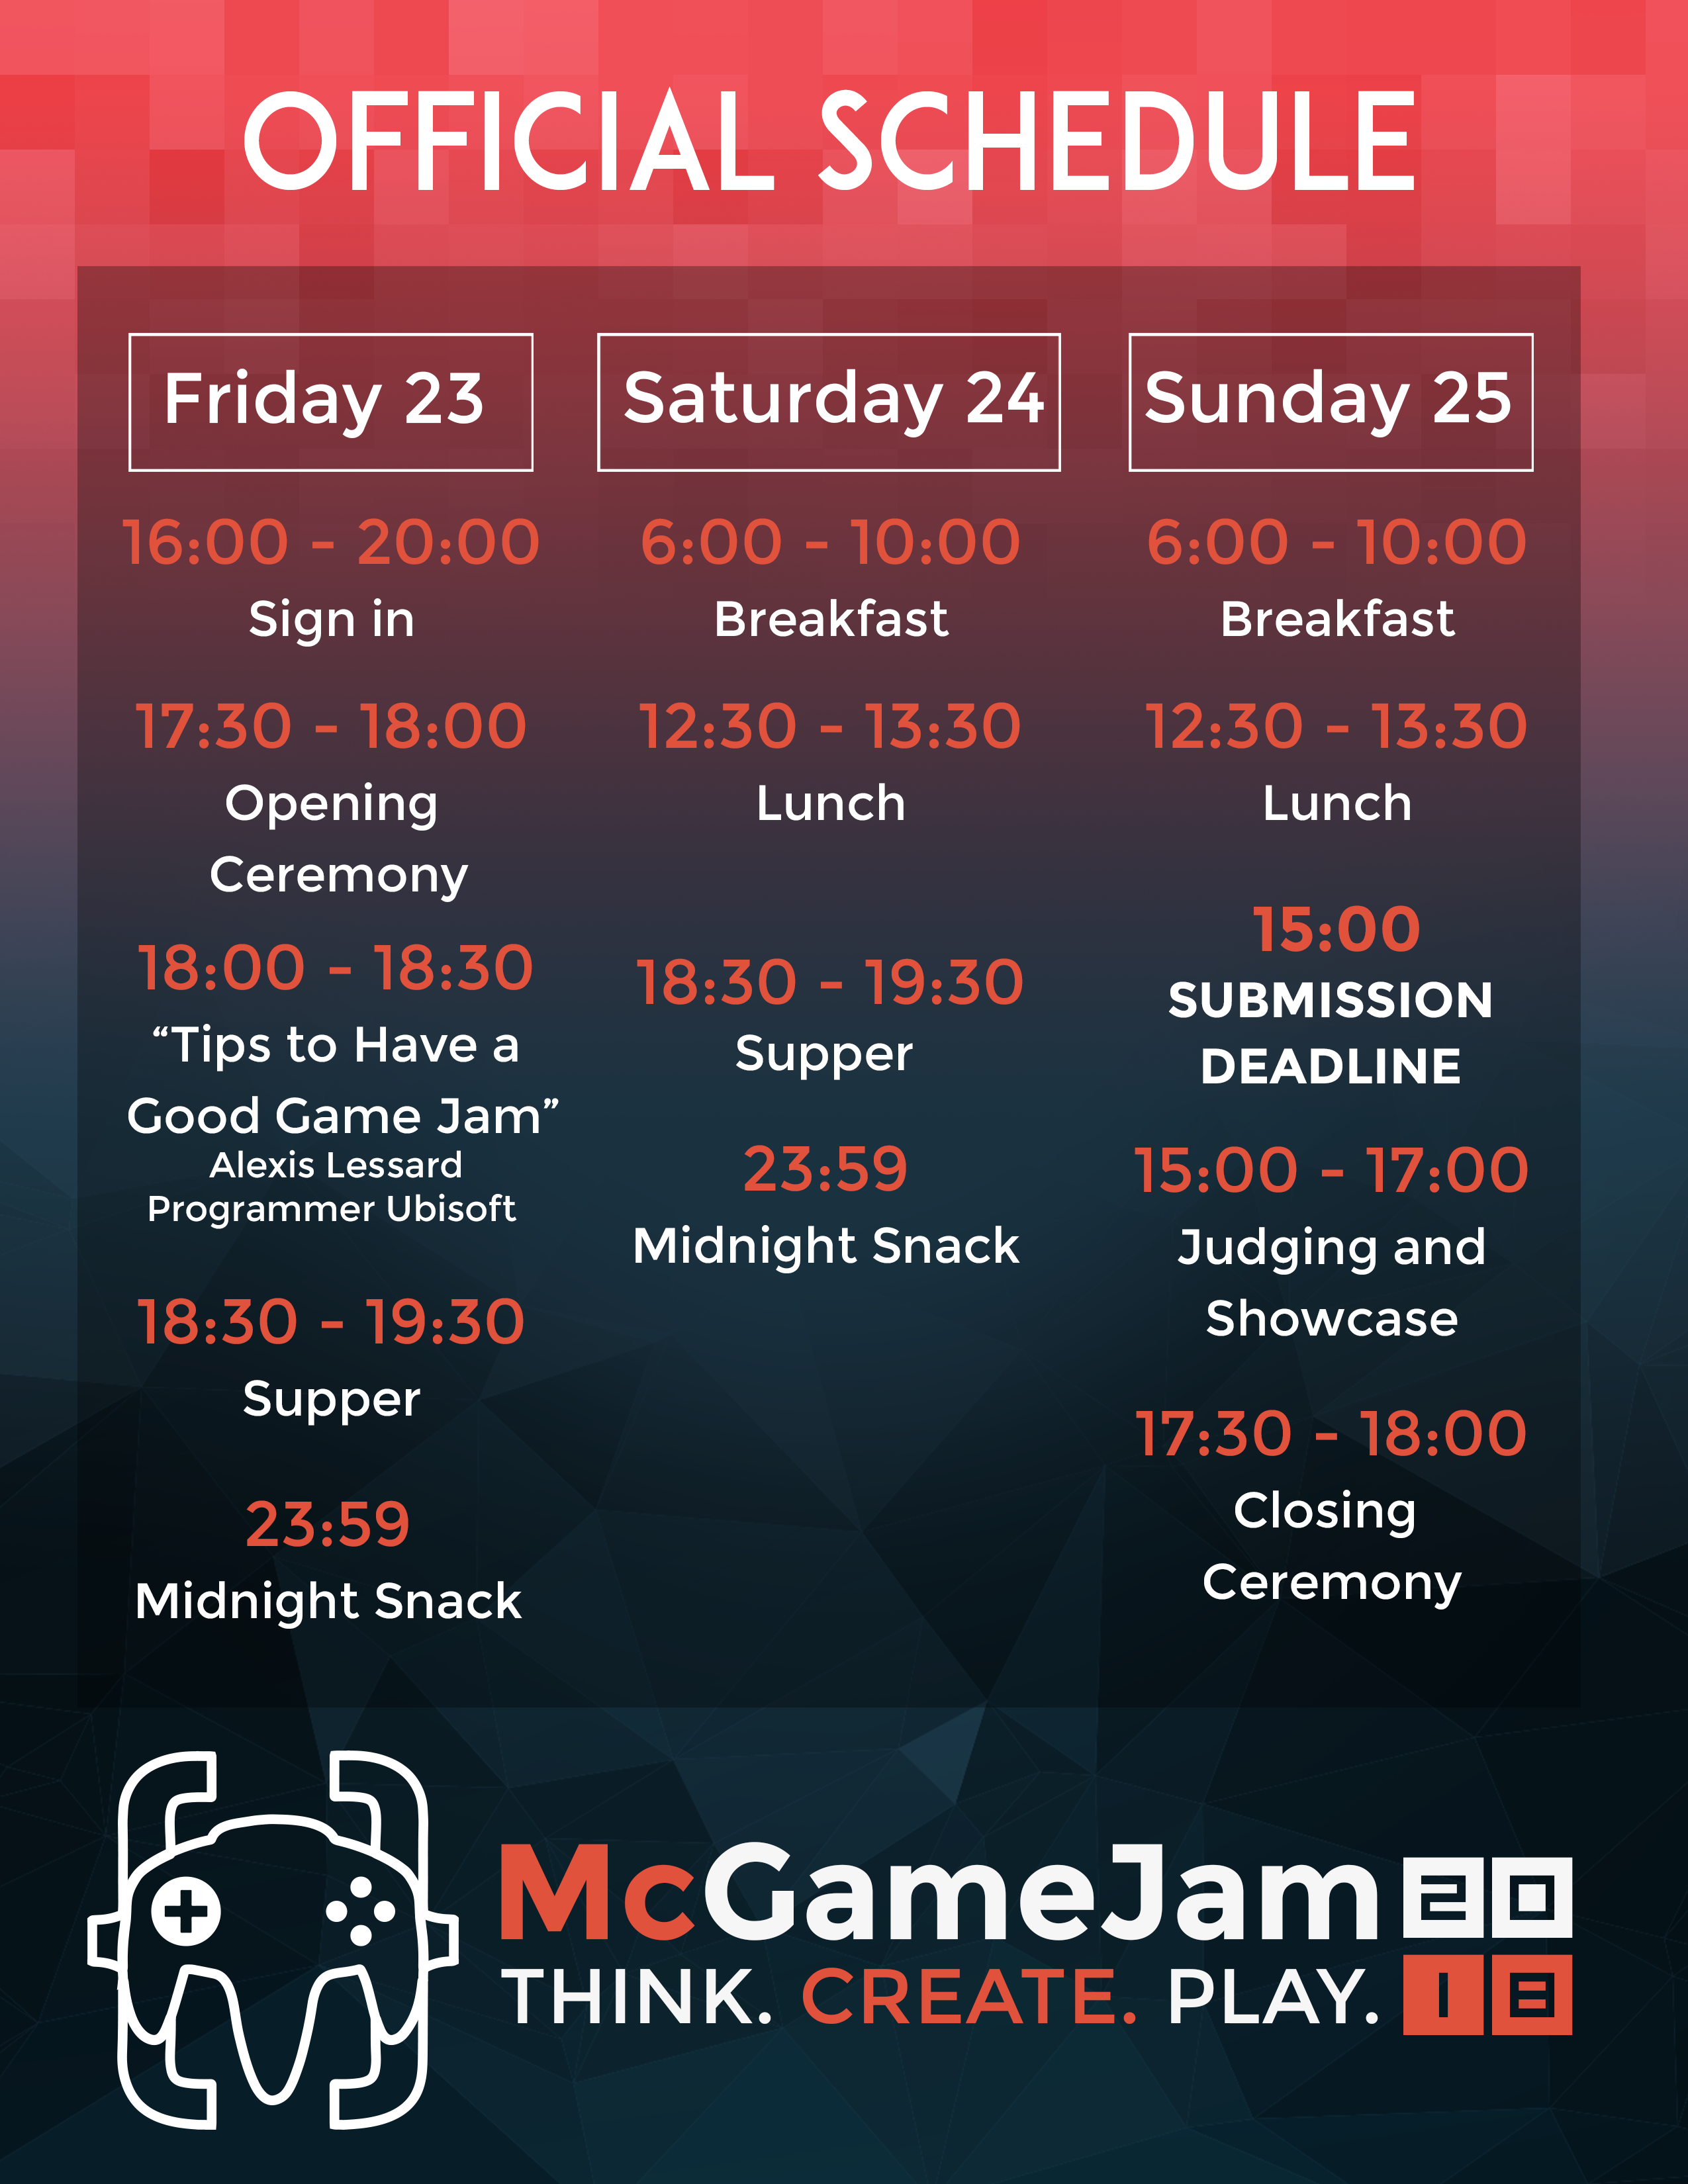 OFFICIAL SCHEDULE
Friday 23
16:00 - 20:00
Sign in
17:30 - 18:00
Opening
Ceremony
18:00 - 18:30
“Tips to Have a
Good Game Jam”
Alexis Lessard
Programmer Ubisoft
18:30 - 19:30
Supper
23:59
Midnight Snack
Saturday 24
6:00 - 10:00
Breakfast
12:30 - 13:30
Lunch
18:30 - 19:30
Supper
23:59
Midnight Snack
Sunday 25
6:00 - 10:00
Breakfast
12:30 - 13:30
Lunch
15:00
SUBMISSION
DEADLINE
15:00 - 17:00
Judging and
Showcase
17:30 - 18:00
Closing
Ceremony
McGameJam
THINK. CREATE. PLAY.
20
18